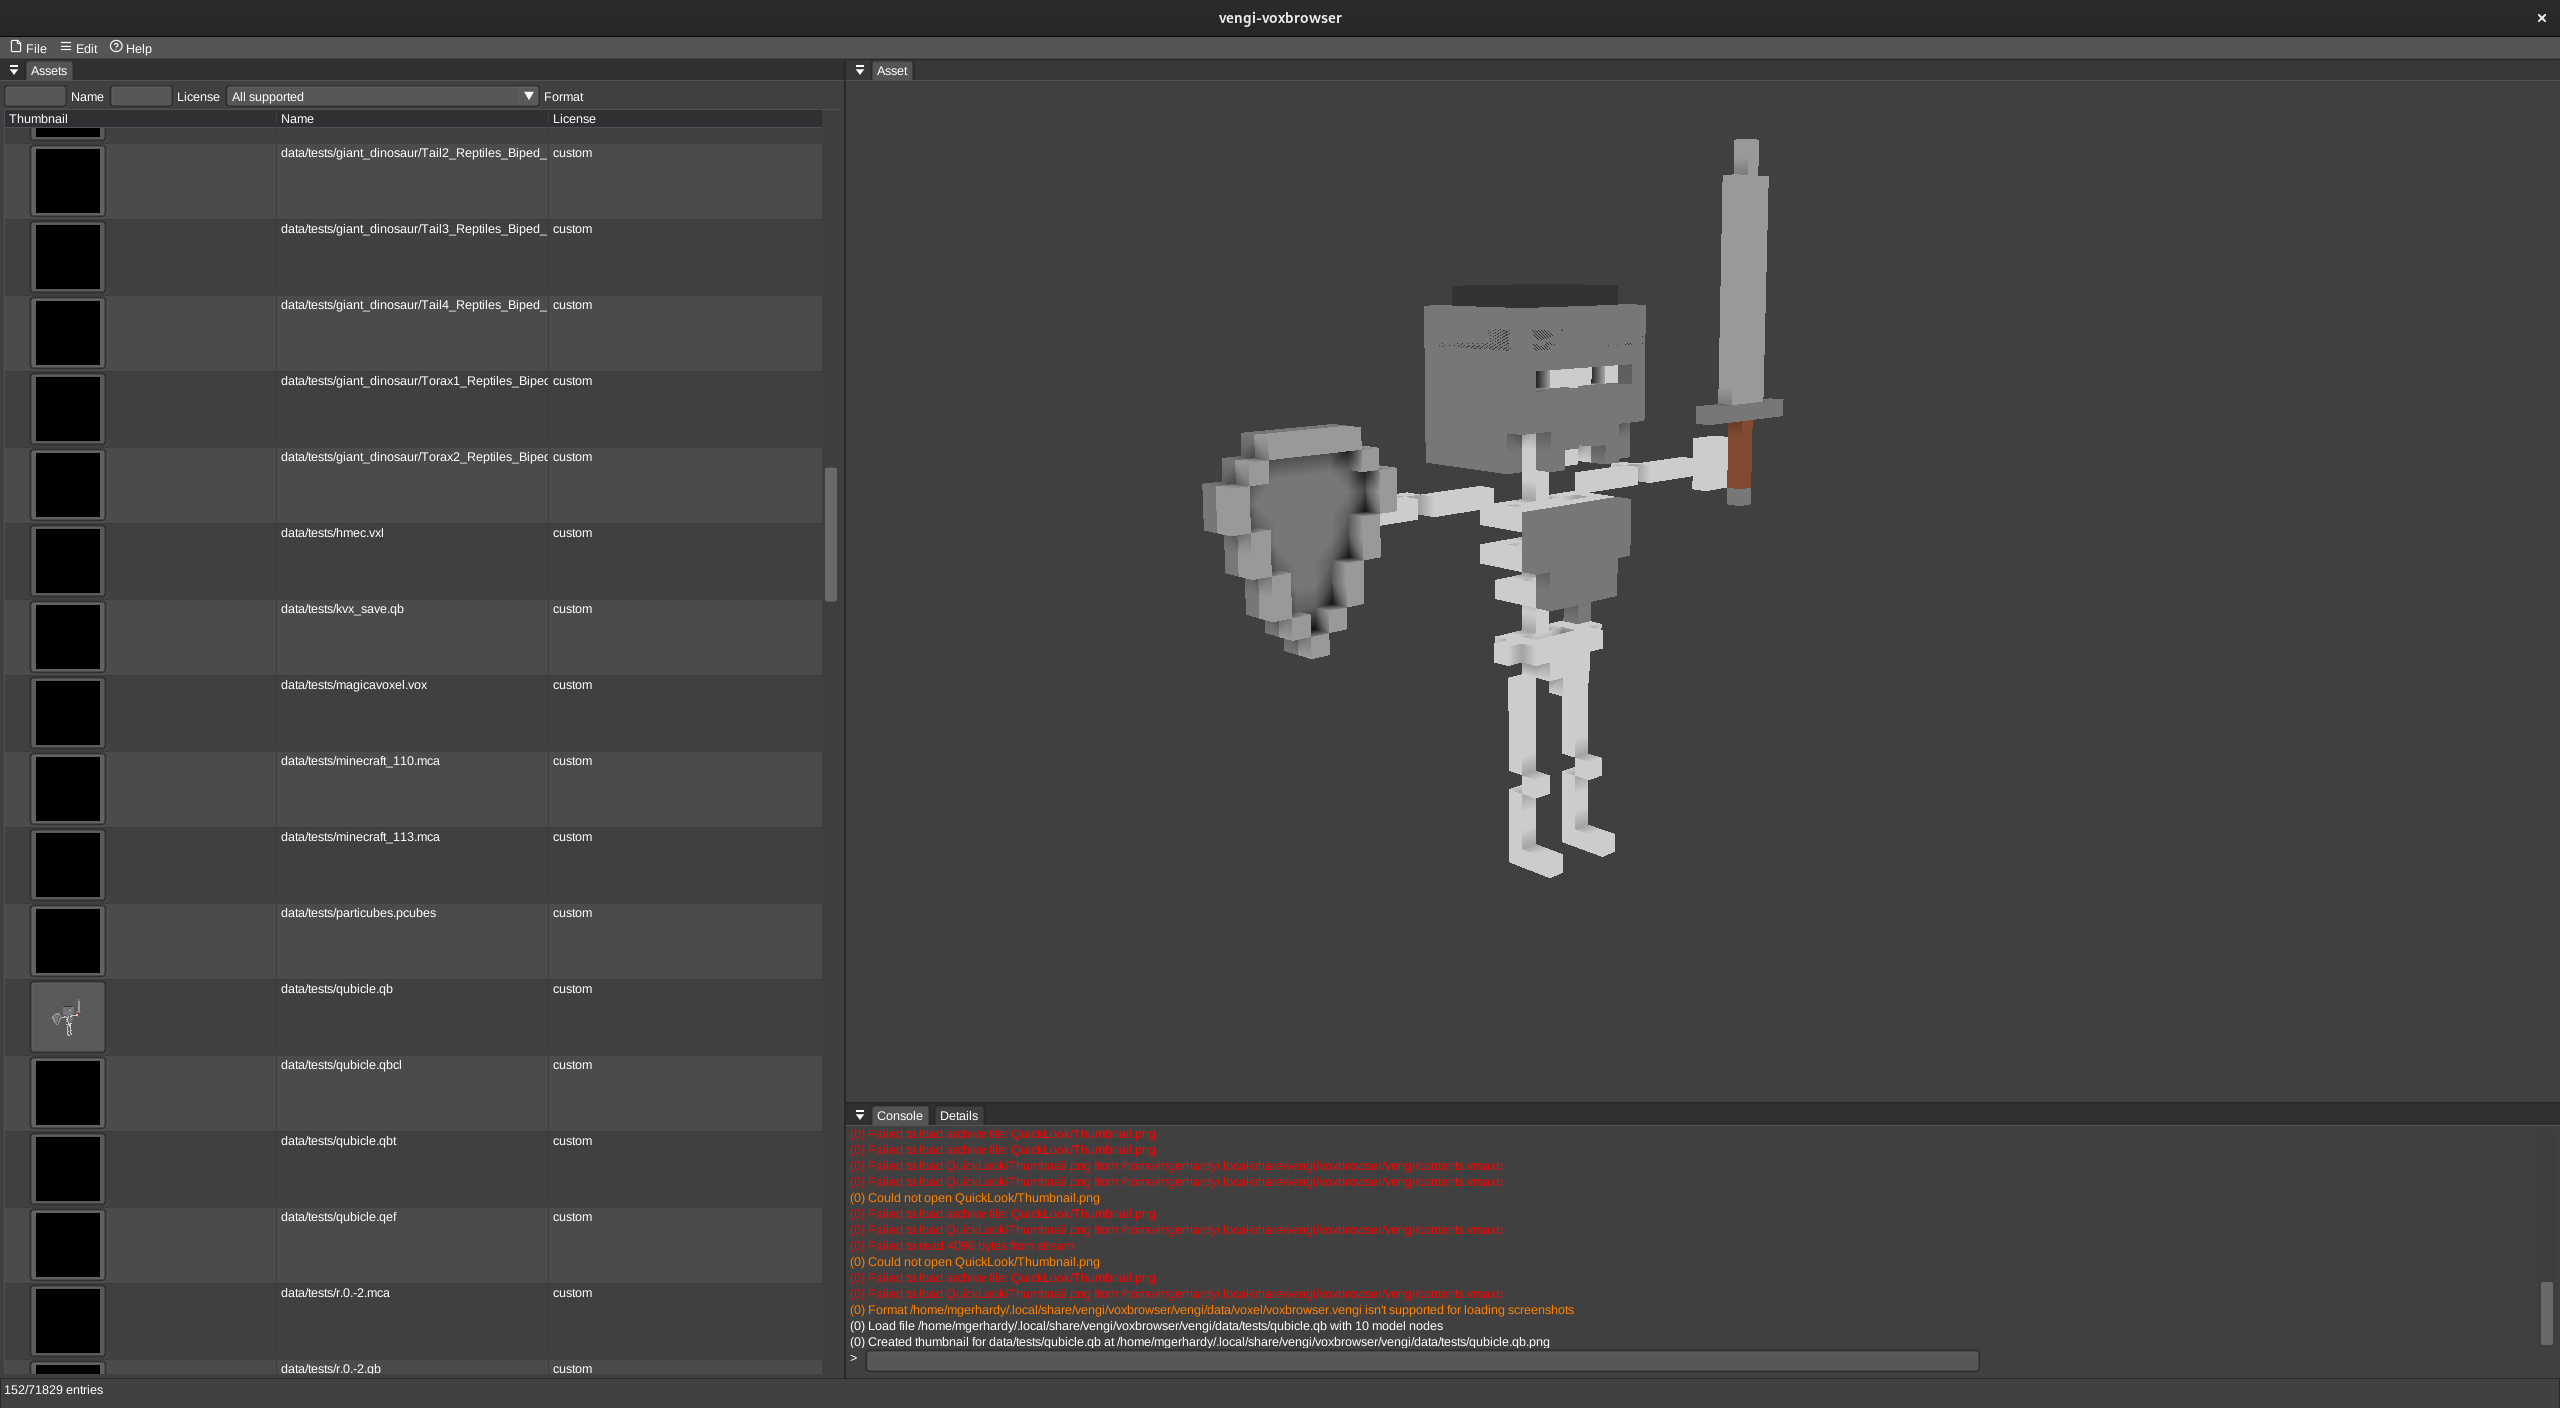 vengi-voxbrowser
File Edit Help
Assets
Name License All supported Format
Thumbnail Name License
data/tests/giant_dinosaur/Tail2_Reptiles_Biped_ custom
data/tests/giant_dinosaur/Tail3_Reptiles_Biped_ custom
data/tests/giant_dinosaur/Tail4_Reptiles_Biped_ custom
data/tests/giant_dinosaur/Torax1_Reptiles_Biped custom
data/tests/giant_dinosaur/Torax2_Reptiles_Biped custom
data/tests/hmec.vxl custom
data/tests/kvx_save.qb custom
data/tests/magicavoxel.vox custom
data/tests/minecraft_110.mca custom
data/tests/minecraft_113.mca custom
data/tests/particubes.pcubes custom
data/tests/qubicle.qb custom
data/tests/qubicle.qbcl custom
data/tests/qubicle.qbt custom
data/tests/qubicle.qef custom
data/tests/r.0.-2.mca custom
data/tests/r.0.-2.qb custom
152/71829 entries
Asset
Console Details
(0) Failed to load archive file: QuickLook/Thumbnail.png
(0) Failed to load archive file: QuickLook/Thumbnail.png
(0) Failed to load QuickLook/Thumbnail.png from /home/mgerhardy/.local/share/vengi/voxbrowser/vengi/contents.vmaxb
(0) Failed to load QuickLook/Thumbnail.png from /home/mgerhardy/.local/share/vengi/voxbrowser/vengi/contents.vmaxb
(0) Could not open QuickLook/Thumbnail.png
(0) Failed to load archive file: QuickLook/Thumbnail.png
(0) Failed to load QuickLook/Thumbnail.png from /home/mgerhardy/.local/share/vengi/voxbrowser/vengi/contents.vmaxb
(0) Failed to read 4096 bytes from stream
(0) Could not open QuickLook/Thumbnail.png
(0) Failed to load archive file: QuickLook/Thumbnail.png
(0) Failed to load QuickLook/Thumbnail.png from /home/mgerhardy/.local/share/vengi/voxbrowser/vengi/contents.vmaxb
(0) Format /home/mgerhardy/.local/share/vengi/voxbrowser/vengi/data/voxel/voxbrowser.vengi isn't supported for loading screenshots
(0) Load file /home/mgerhardy/.local/share/vengi/voxbrowser/vengi/data/tests/qubicle.qb with 10 model nodes
(0) Created thumbnail for data/tests/qubicle.qb at /home/mgerhardy/.local/share/vengi/voxbrowser/vengi/data/tests/qubicle.qb.png
>